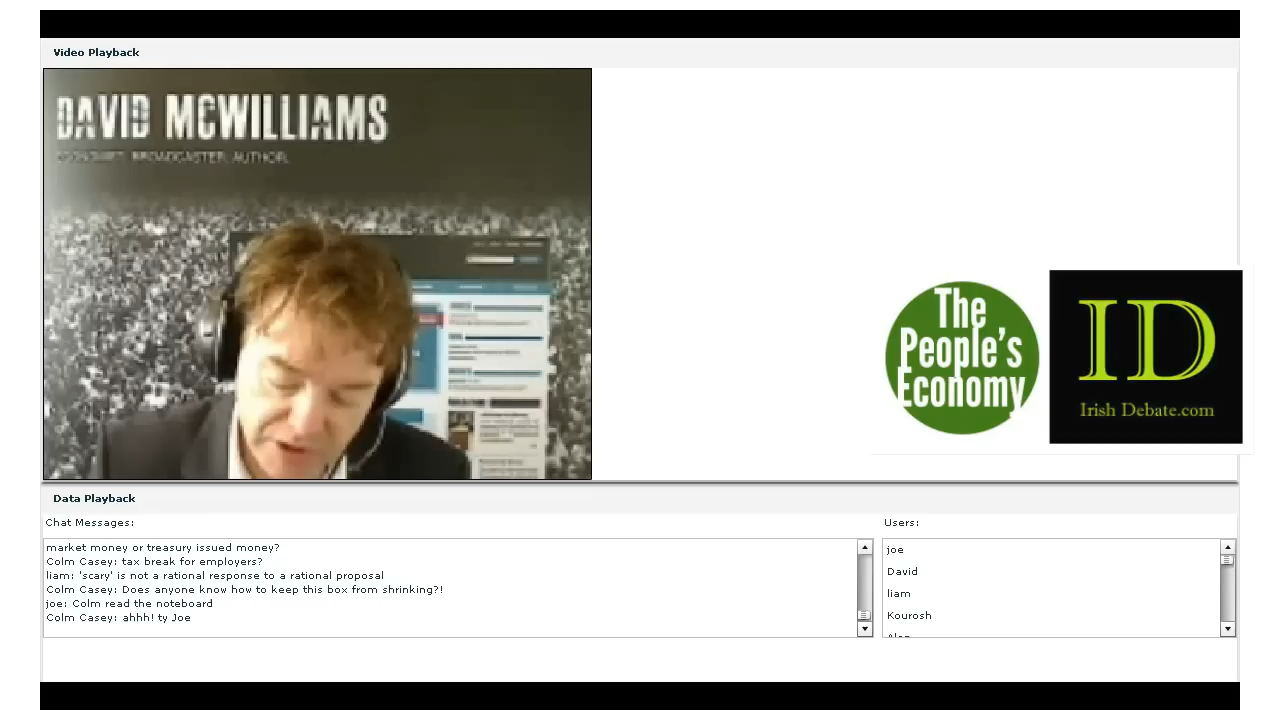 Video Playback
DAVID MCWILLIAMS
ECONOMIST. BROADCASTER. AUTHOR.
The
People's
Economy
ID
Irish Debate.com
Data Playback
Chat Messages:
Users:
market money or treasury issued money?
Colm Casey: tax break for employers?
liam: 'scary' is not a rational response to a rational proposal
Colm Casey: Does anyone know how to keep this box from shrinking?!
joe: Colm read the noteboard
Colm Casey: ahhh! ty Joe
joe
David
liam
Kourosh